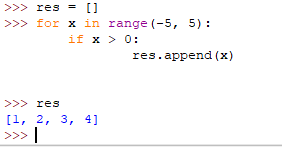 >>> res = []
>>> for x in range(-5, 5):
        if x > 0:
                res.append(x)
>>> res
[1, 2, 3, 4]
>>>